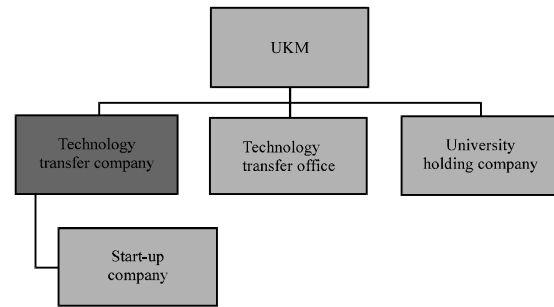 UKM
Technology
transfer company
Technology
transfer office
University
holding company
Start-up
company